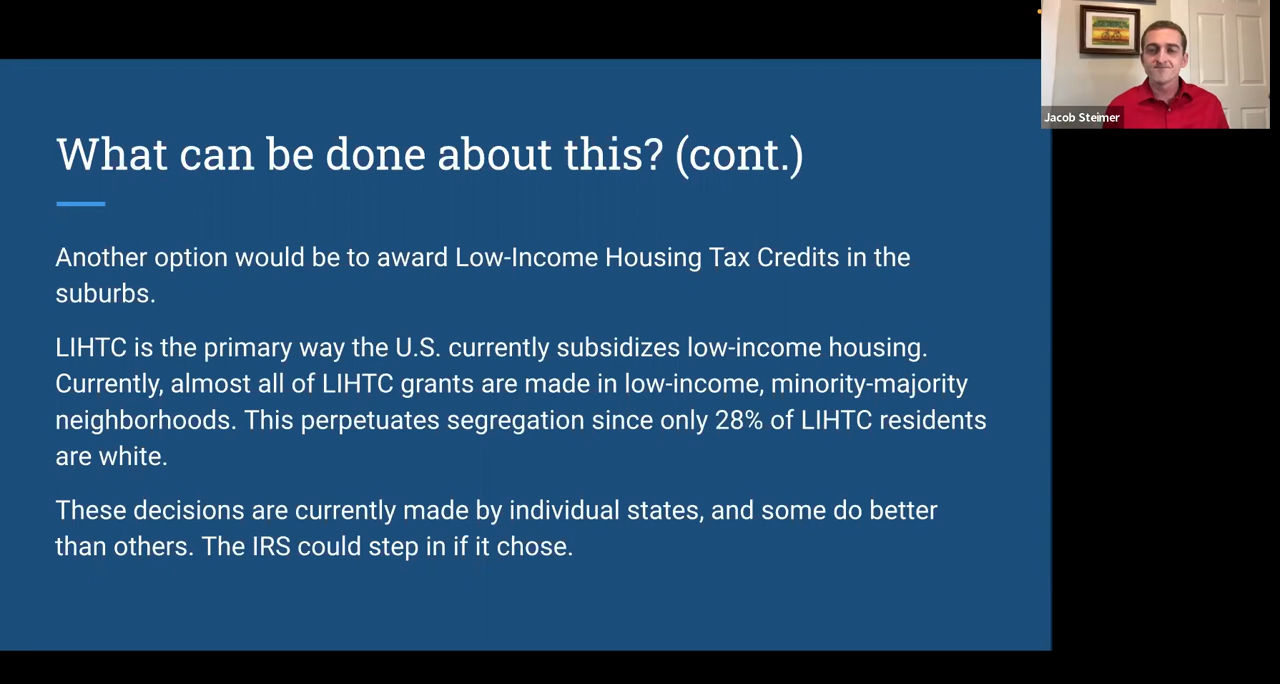 What can be done about this? (cont.)
Another option would be to award Low-Income Housing Tax Credits in the
suburbs.
LIHTC is the primary way the U.S. currently subsidizes low-income housing.
Currently, almost all of LIHTC grants are made in low-income, minority-majority
neighborhoods. This perpetuates segregation since only 28% of LIHTC residents
are white.
These decisions are currently made by individual states, and some do better
than others. The IRS could step in if it chose.
Jacob Steimer